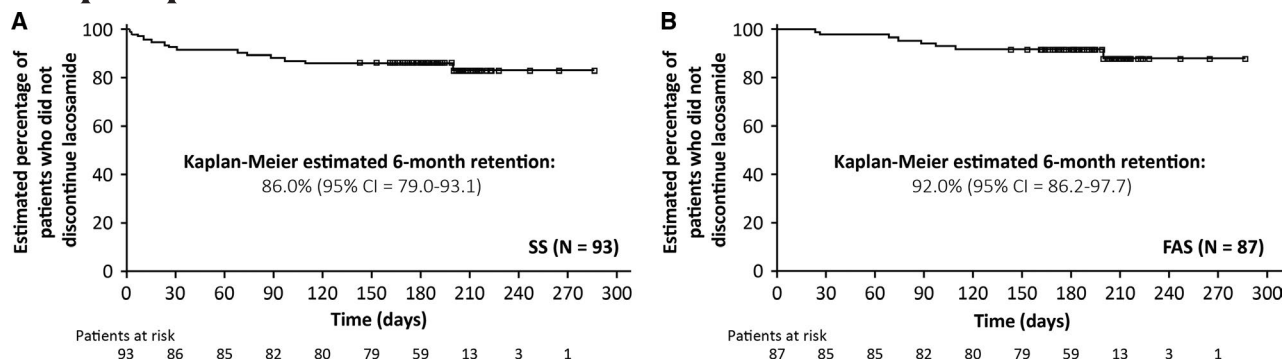 A
Estimated percentage of
patients who did not
discontinue lacosamide
100
80
60
40
20
0
Kaplan-Meier estimated 6-month retention:
86.0% (95% CI = 79.0-93.1)
SS (N = 93)
0 30 60 90 120 150 180 210 240 270 300
Time (days)
Patients at risk
93 86 85 82 80 79 59 13 3 1
B
Estimated percentage of
patients who did not
discontinue lacosamide
100
80
60
40
20
0
Kaplan-Meier estimated 6-month retention:
92.0% (95% CI = 86.2-97.7)
FAS (N = 87)
0 30 60 90 120 150 180 210 240 270 300
Time (days)
Patients at risk
87 85 85 82 80 79 59 13 3 1